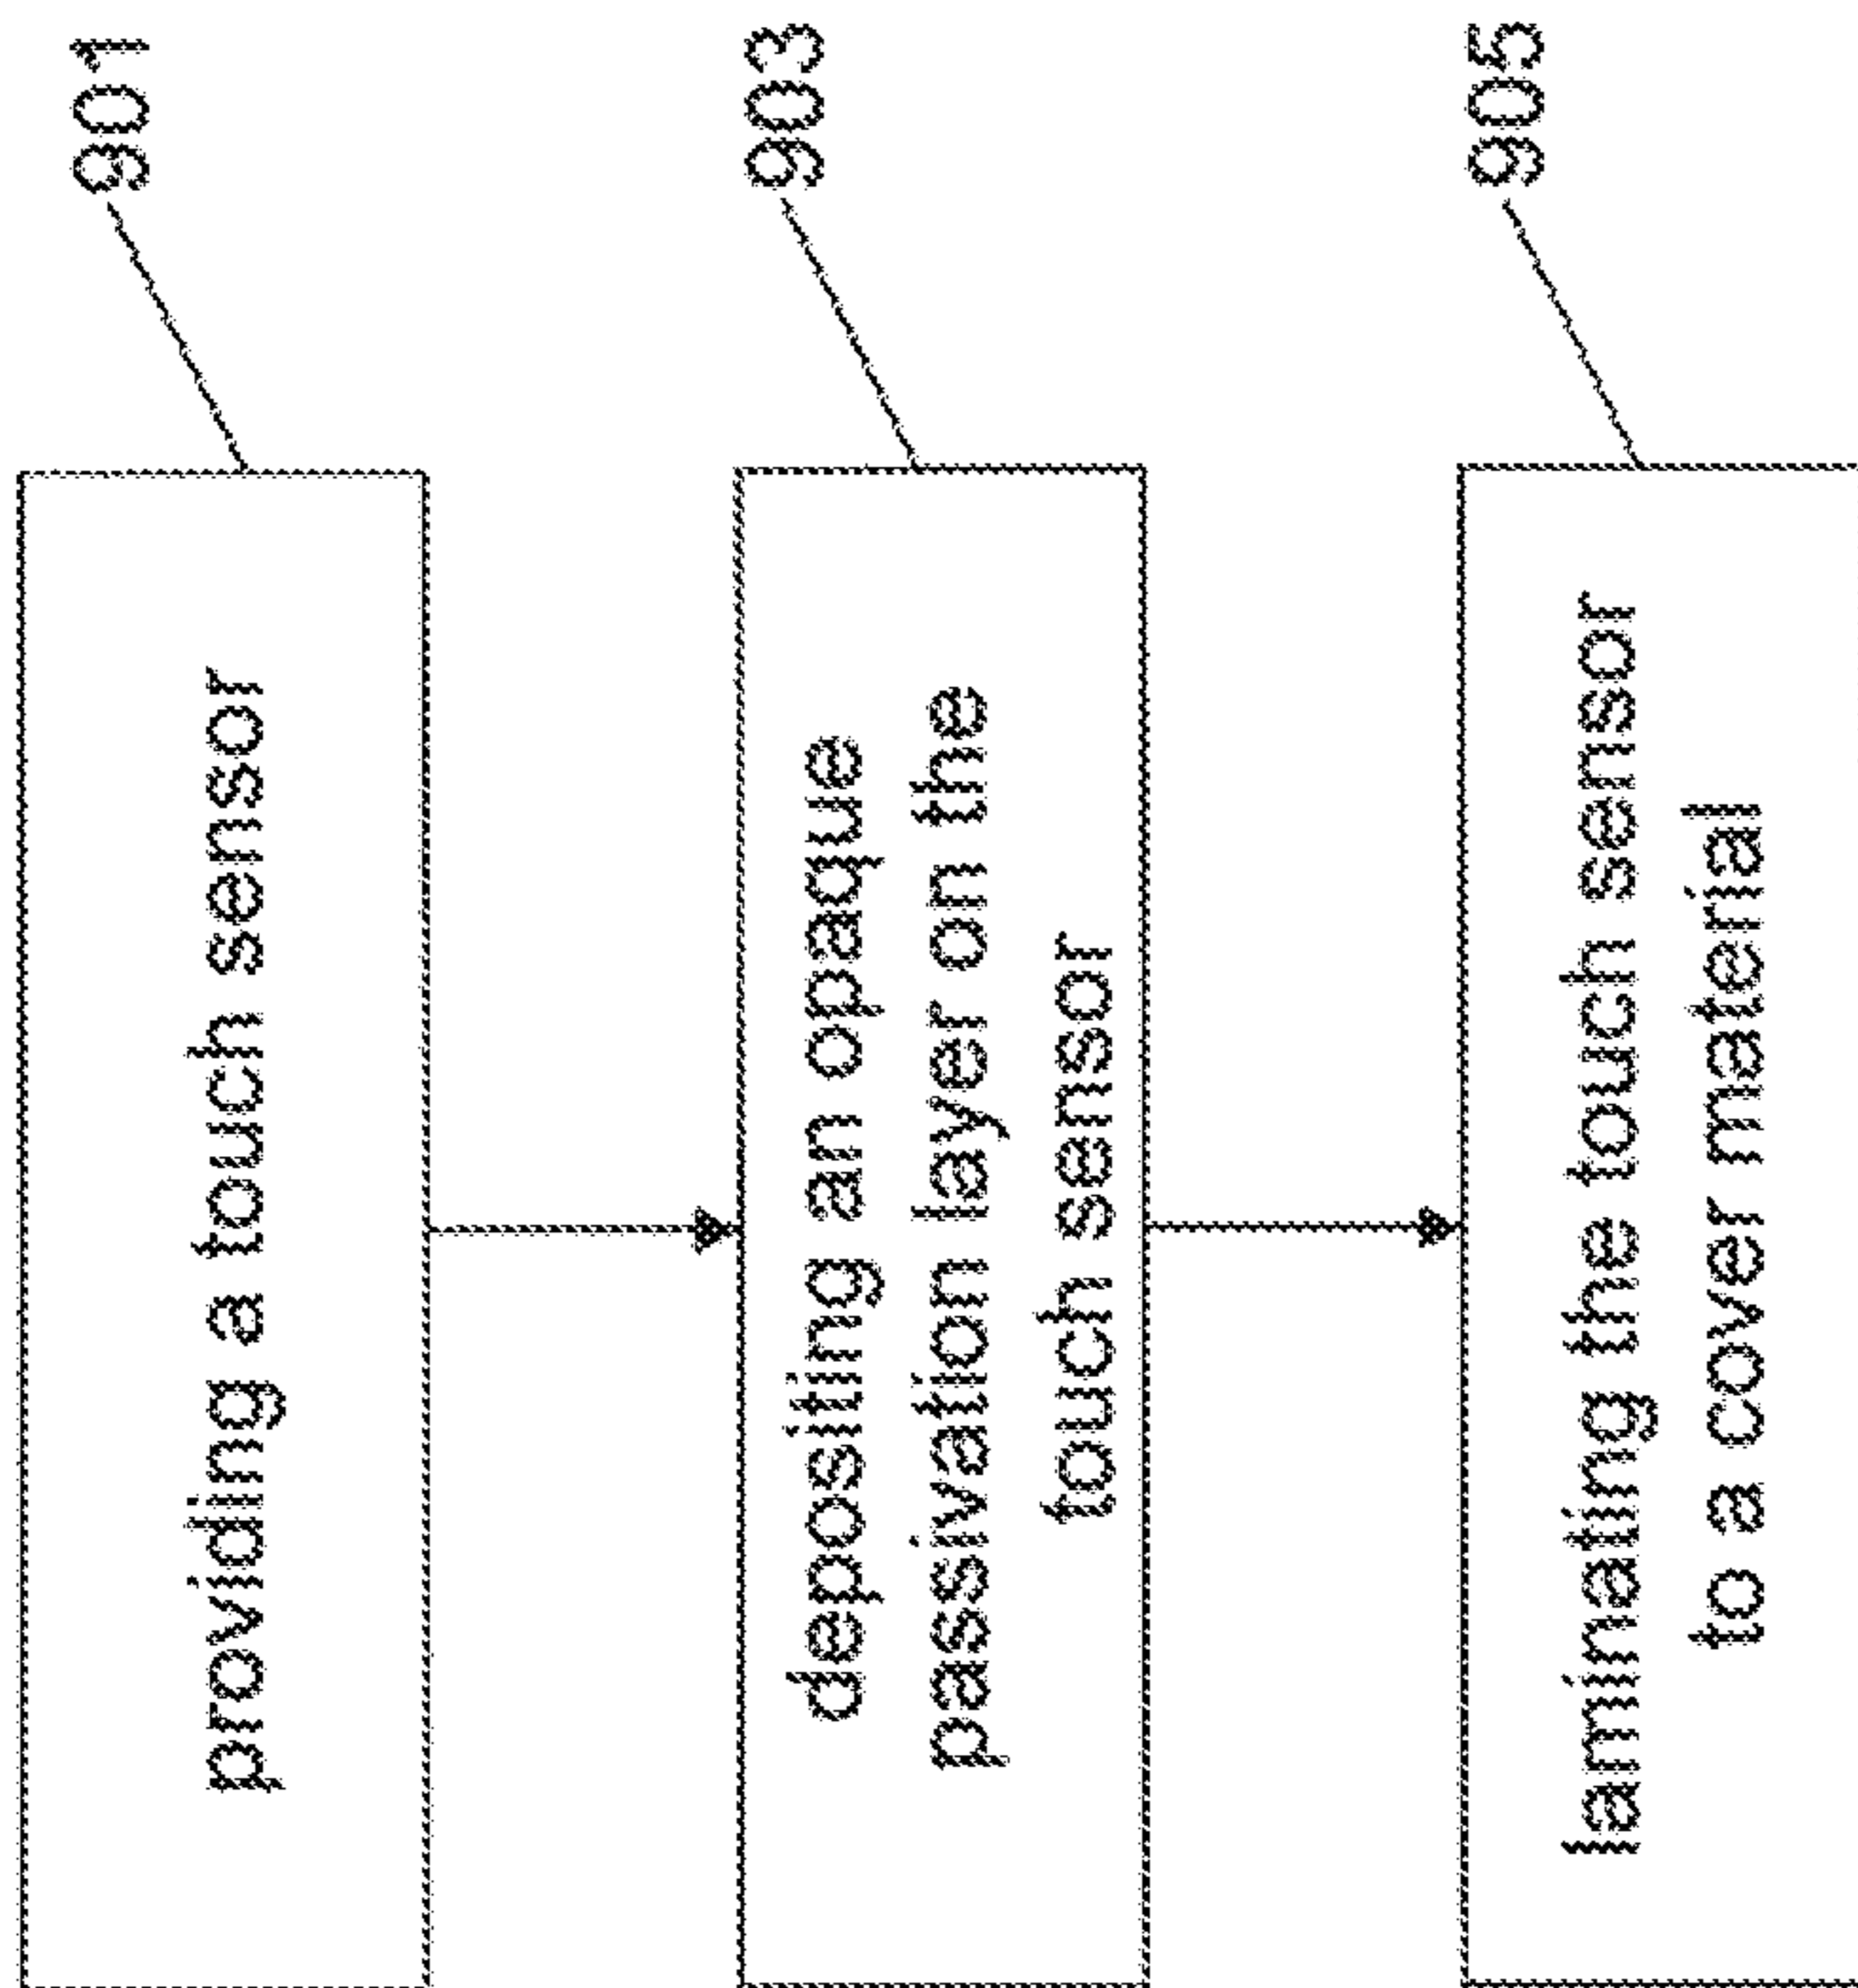 901
providing a touch sensor
903
depositing an opaque
passivation layer on the
touch sensor
905
laminating the touch sensor
to a cover material